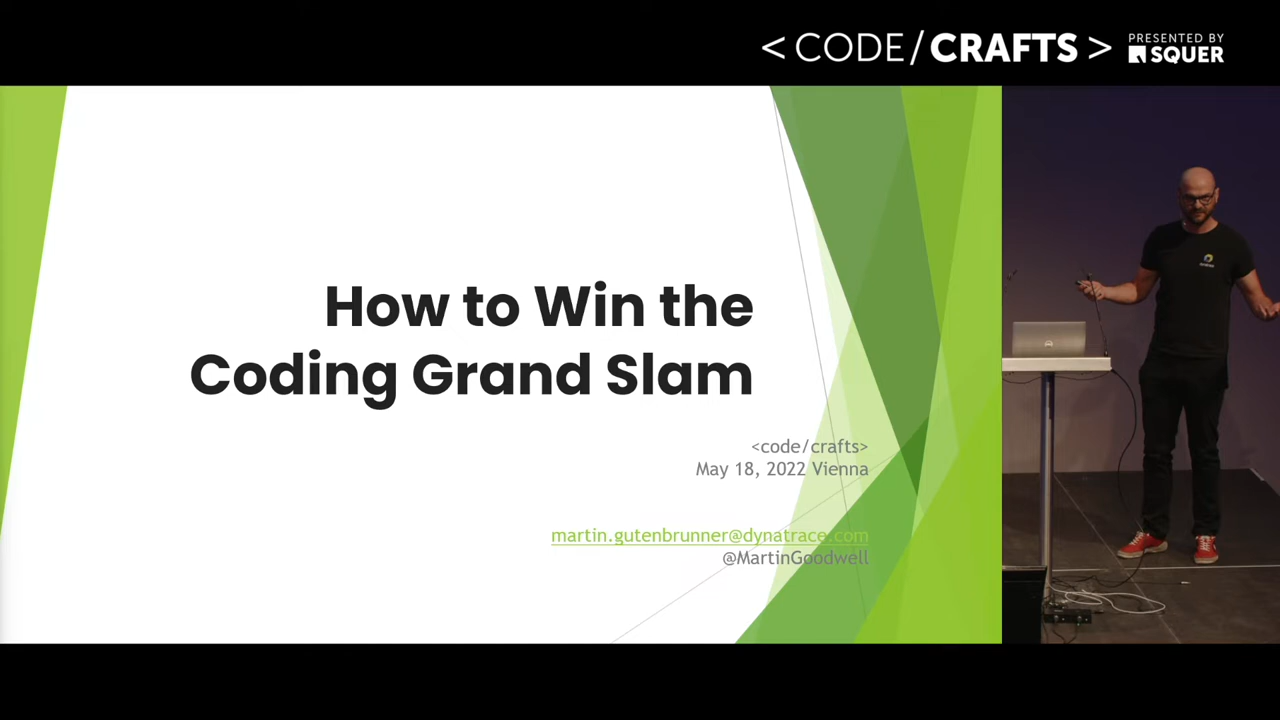 < CODE/CRAFTS >
PRESENTED BY
SQUER
How to Win the
Coding Grand Slam
<code/crafts>
May 18, 2022 Vienna
martin.gutenbrunner@dynatrace.com
@MartinGoodwell